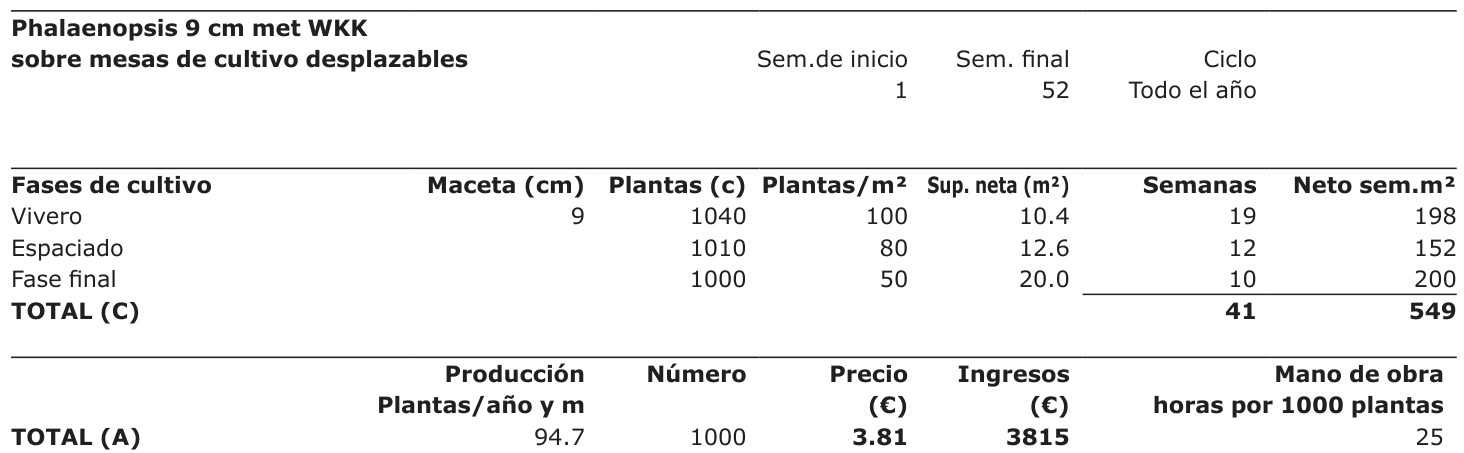 Phalaenopsis 9 cm met WKK
sobre mesas de cultivo desplazables Sem.de inicio Sem. final Ciclo
1 52 Todo el año
Fases de cultivo Maceta (cm) Plantas (c) Plantas/m² Sup. neta (m²) Semanas Neto sem.m²
Vivero 9 1040 100 10.4 19 198
Espaciado 1010 80 12.6 12 152
Fase final 1000 50 20.0 10 200
TOTAL (C) 41 549
Producción Número Precio Ingresos Mano de obra
Plantas/año y m (€) (€) horas por 1000 plantas
TOTAL (A) 94.7 1000 3.81 3815 25